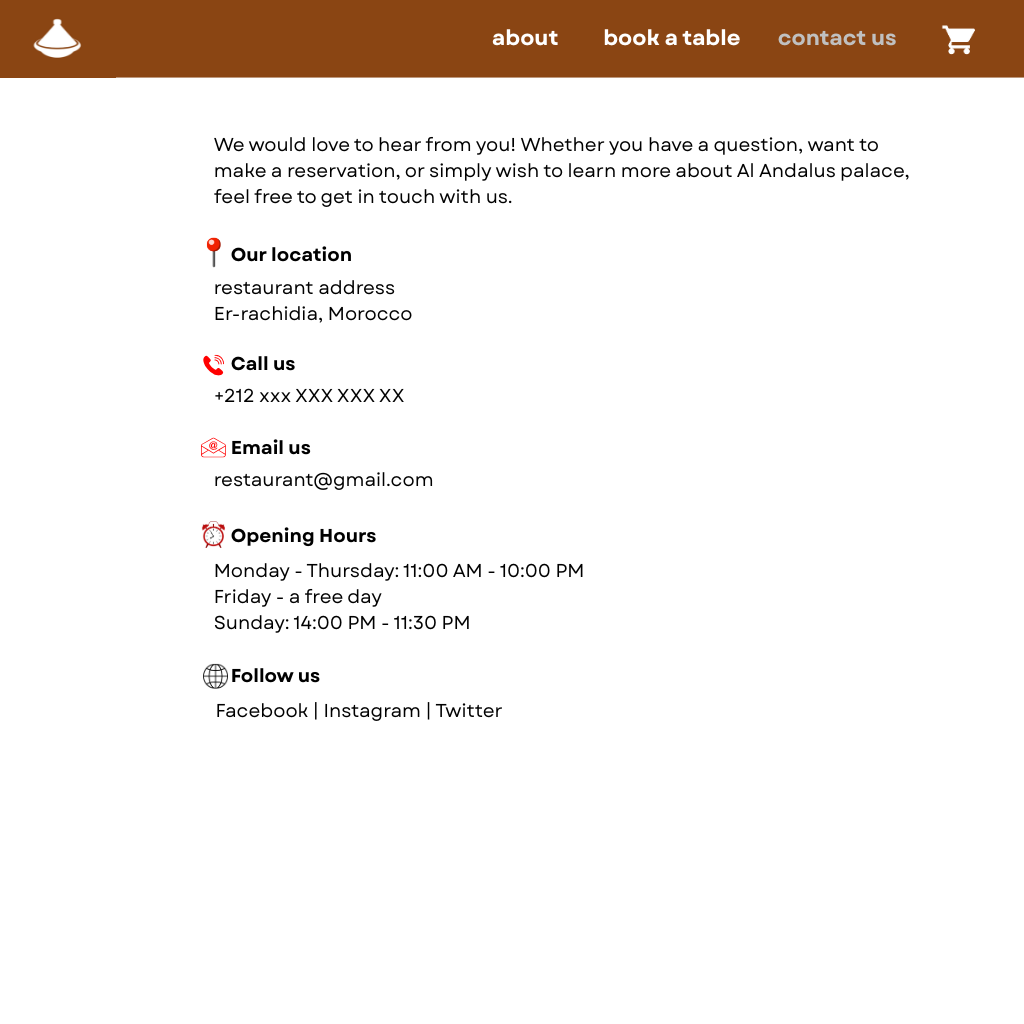 about
book a table
contact us
We would love to hear from you! Whether you have a question, want to
make a reservation, or simply wish to learn more about Al Andalus palace,
feel free to get in touch with us.
Our location
restaurant address
Er-rachidia, Morocco
Call us
+212 xxx XXX XXX XX
@
Email us
restaurant@gmail.com
Opening Hours
Monday - Thursday: 11:00 AM - 10:00 PM
Friday - a free day
Sunday: 14:00 PM - 11:30 PM
Follow us
Facebook | Instagram | Twitter